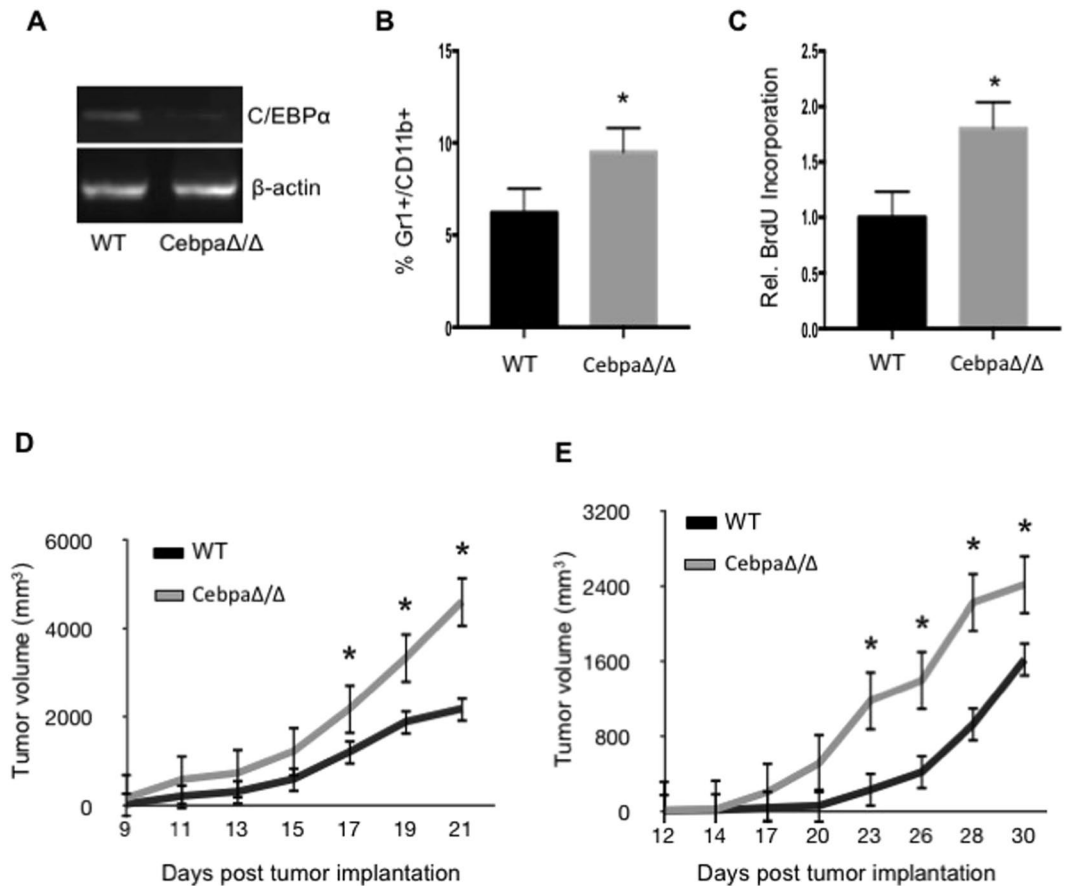 A
C/EBPα
β-actin
WT CebpaΔ/Δ
B
% Gr1+/CD11b+
15
10
5
0
*
WT CebpaΔ/Δ
C
Rel. BrdU Incorporation
2.5
2.0
1.5
1.0
0.5
0.0
*
WT CebpaΔ/Δ
D
Tumor volume (mm³)
6000
4000
2000
0
WT
CebpaΔ/Δ
* * *
9 11 13 15 17 19 21
Days post tumor implantation
E
Tumor volume (mm³)
3200
2400
1600
800
0
WT
CebpaΔ/Δ
* * * *
12 14 17 20 23 26 28 30
Days post tumor implantation